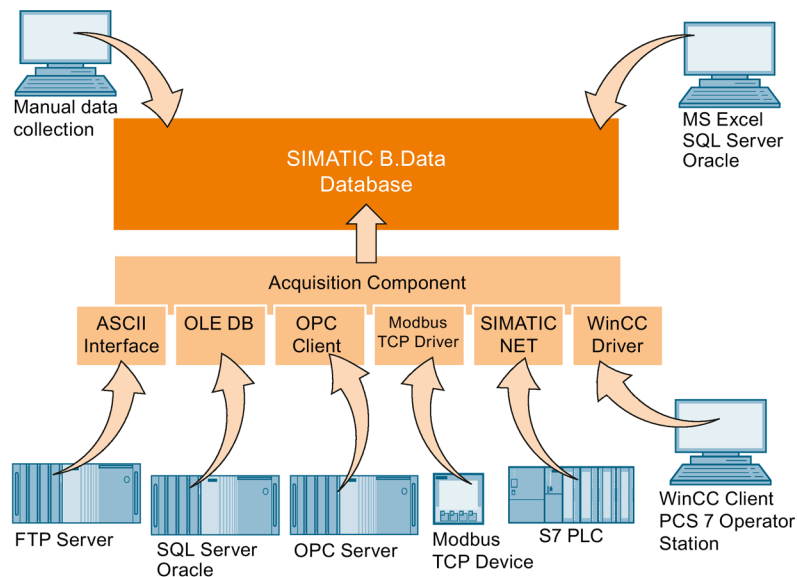 Manual data
collection
MS Excel
SQL Server
Oracle
SIMATIC B.Data
Database
Acquisition Component
ASCII
Interface
OLE DB
OPC
Client
Modbus
TCP Driver
SIMATIC
NET
WinCC
Driver
FTP Server
SQL Server
Oracle
OPC Server
Modbus
TCP Device
S7 PLC
WinCC Client
PCS 7 Operator
Station